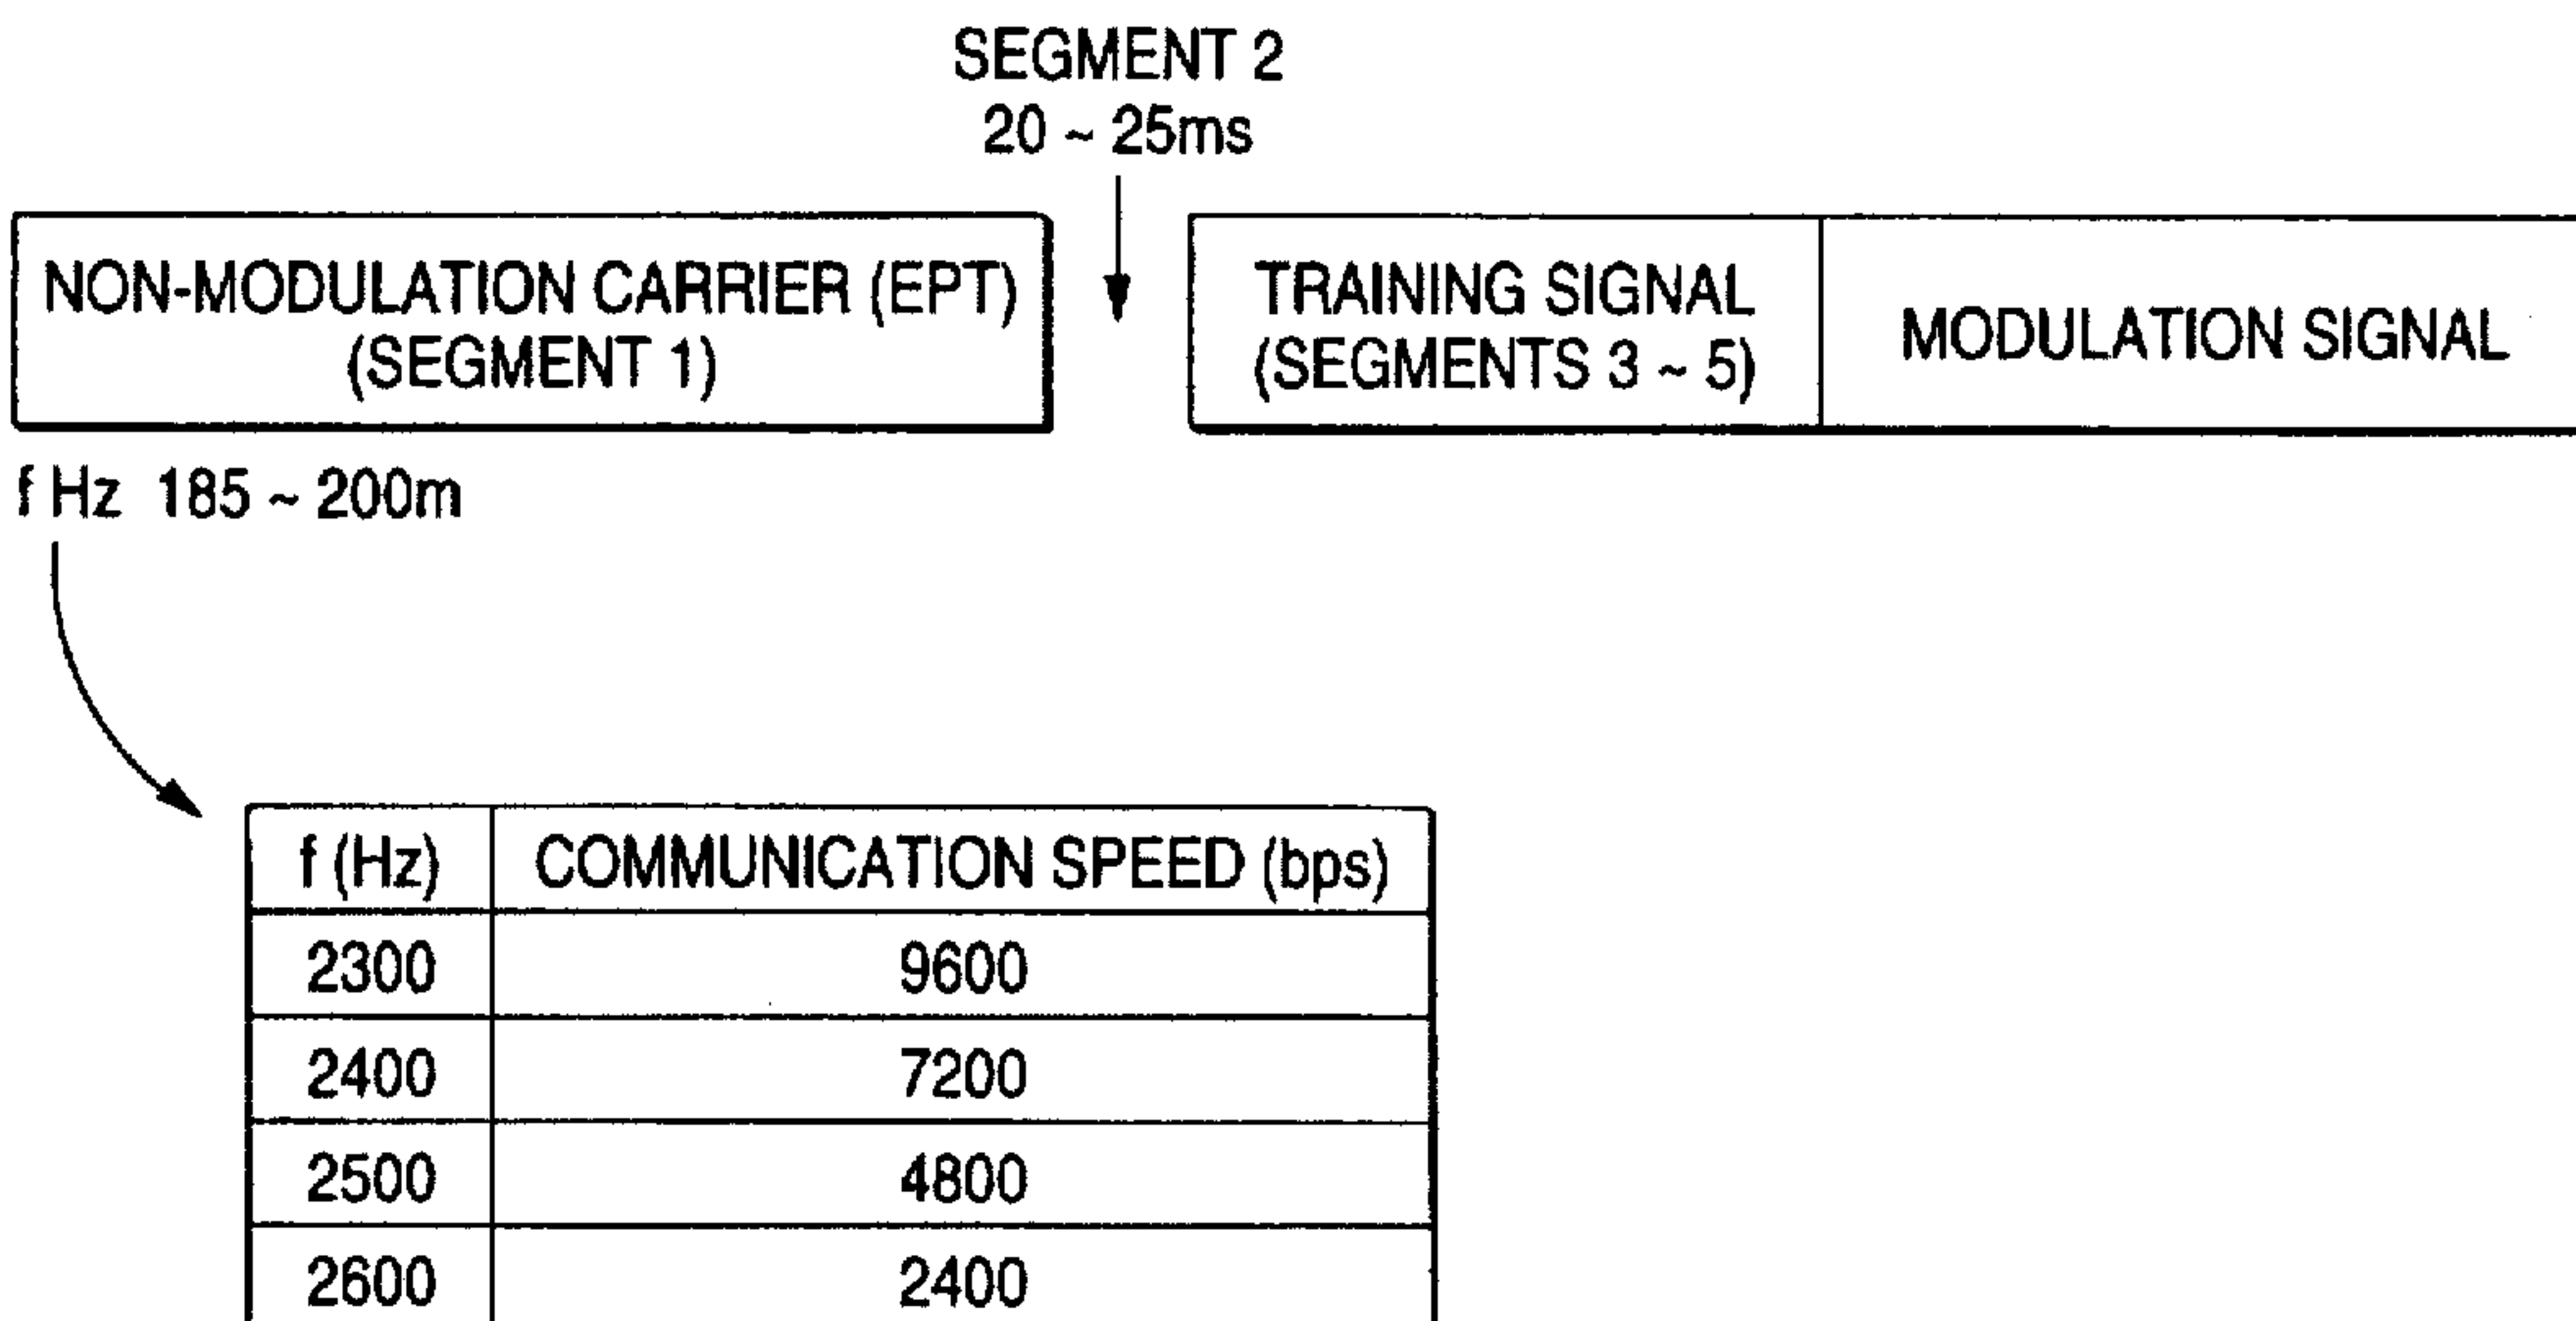 SEGMENT 2
20 ~ 25ms
NON-MODULATION CARRIER (EPT)
(SEGMENT 1)
TRAINING SIGNAL
(SEGMENTS 3 ~ 5)
MODULATION SIGNAL
f Hz 185 ~ 200m
f (Hz) COMMUNICATION SPEED (bps)
2300 9600
2400 7200
2500 4800
2600 2400